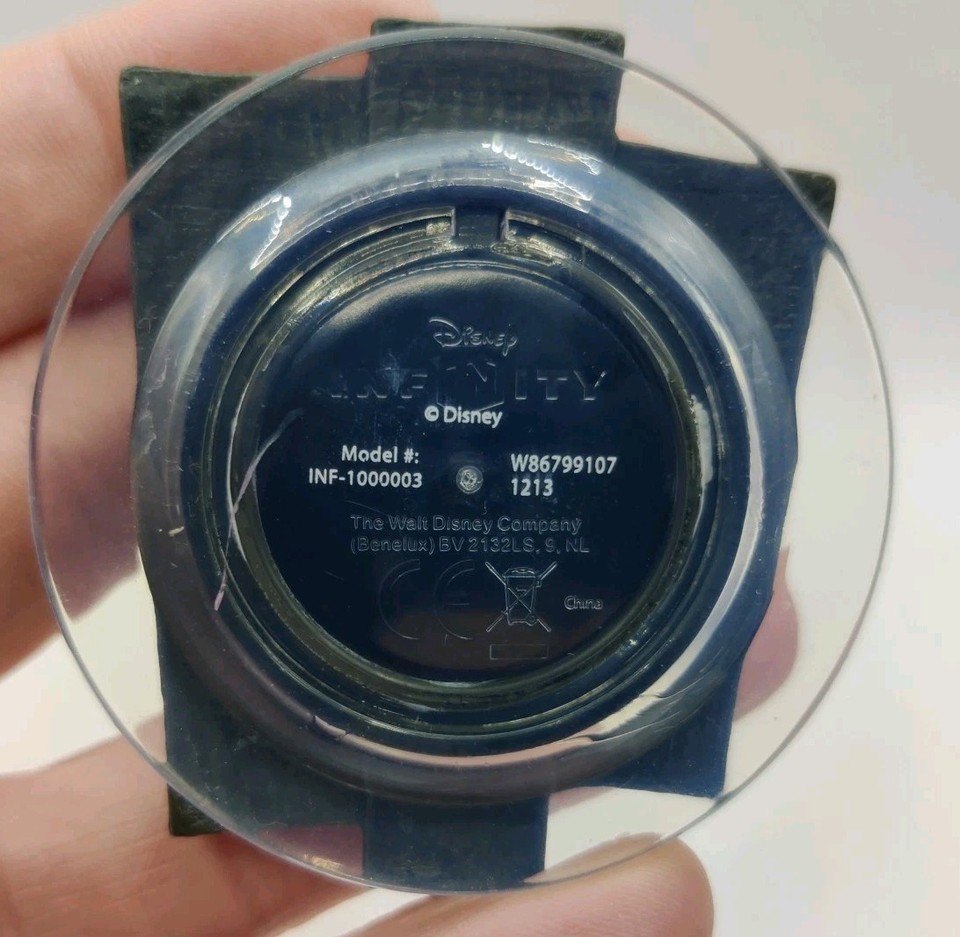 Disney
INFINITY
© Disney
Model #:
INF-1000003
W86799107
1213
The Walt Disney Company
(Benelux) BV 2132LS, 9, NL
CE
China